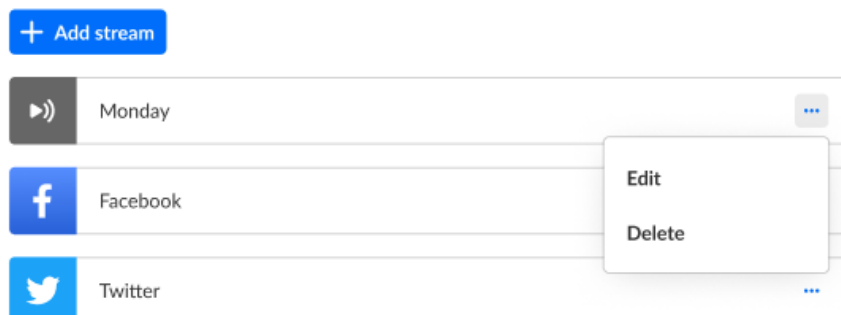 Add stream
Monday
Edit
Facebook
Delete
Twitter